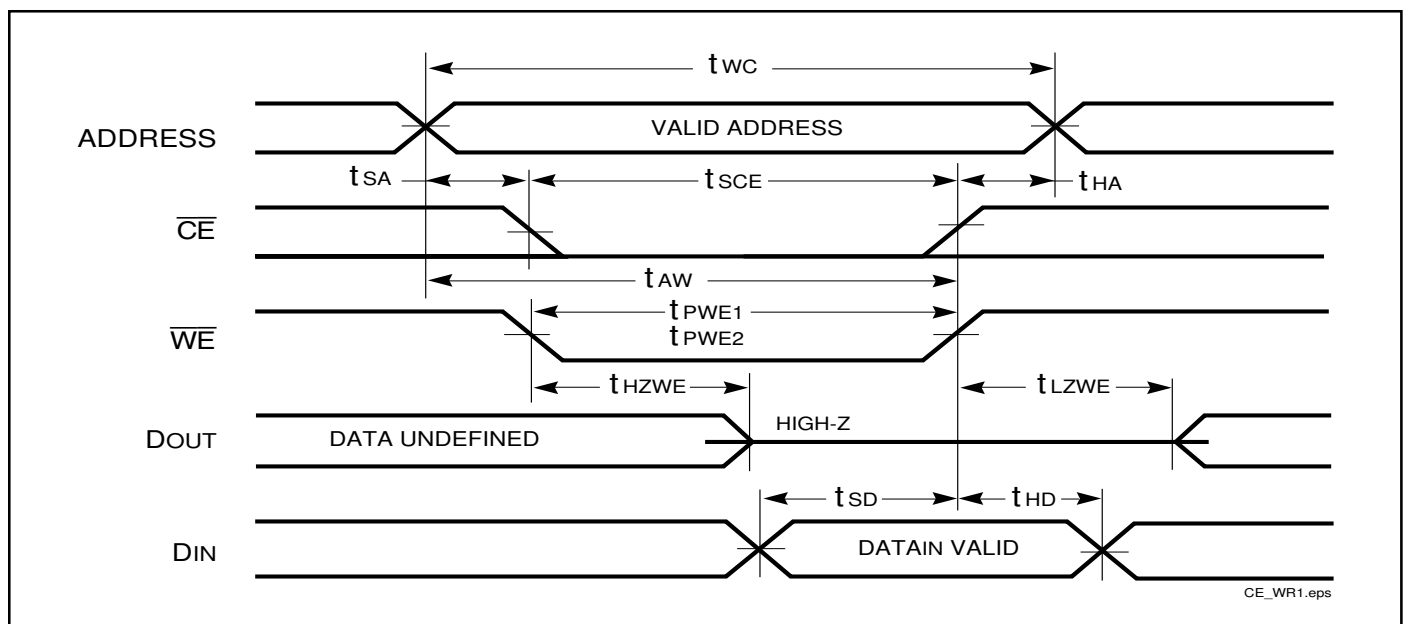 tWC
ADDRESS
VALID ADDRESS
tSA
tSCE
tHA
CE
tAW
tPWE1
WE
tPWE2
tHZWE
tLZWE
DOUT
DATA UNDEFINED
HIGH-Z
tSD
tHD
DIN
DATAIN VALID
CE_WR1.eps